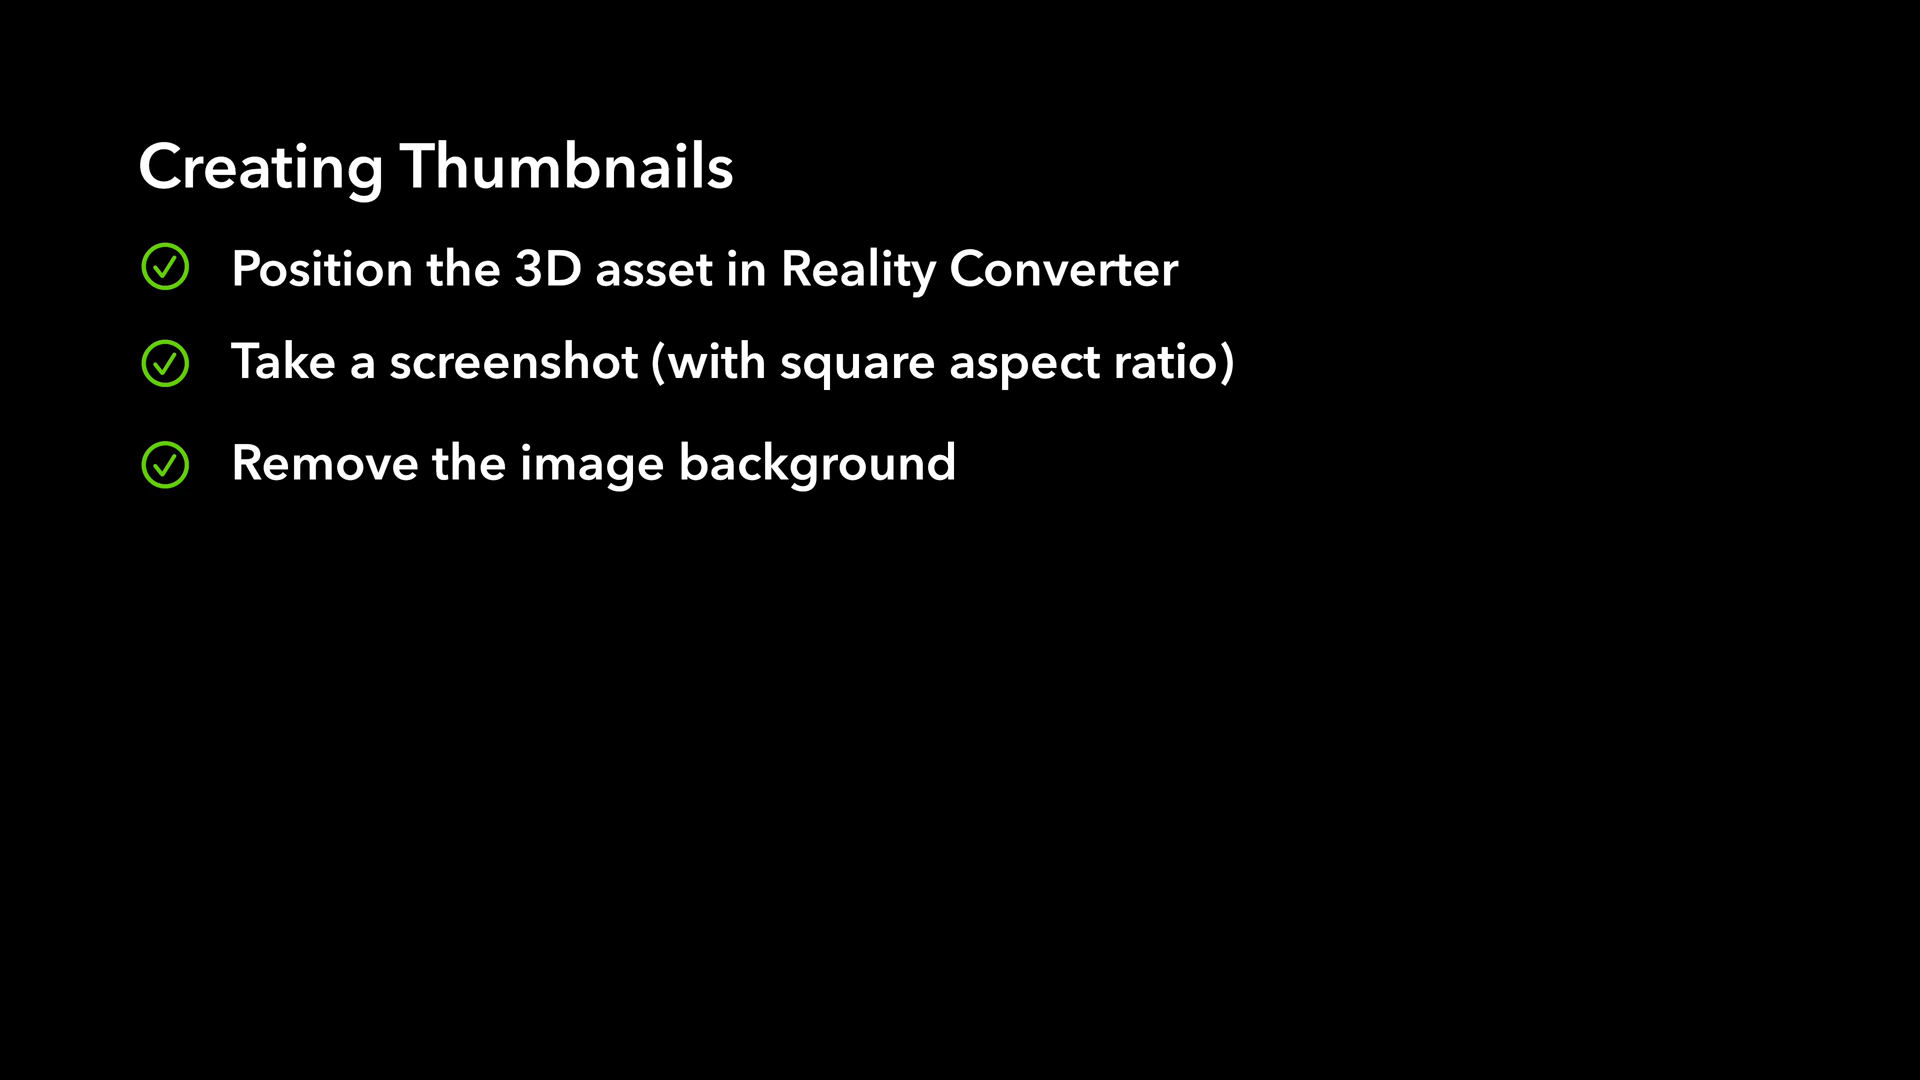 Creating Thumbnails
Position the 3D asset in Reality Converter
Take a screenshot (with square aspect ratio)
Remove the image background